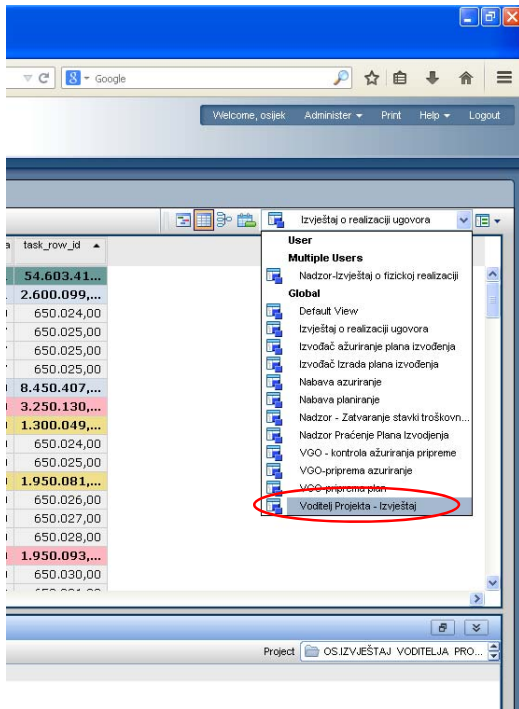 Google
Welcome, osijek Administer Print Help Logout
Izvještaj o realizaciji ugovora
a task_row_id
54.603.41...
2.600.099,...
650.024,00
650.025,00
650.025,00
650.025,00
8.450.407,...
3.250.130,...
1.300.049,...
650.024,00
650.025,00
1.950.081,...
650.026,00
650.027,00
650.028,00
1.950.093,...
650.030,00
User
Multiple Users
Nadzor-Izvještaj o fizickoj realizaciji
Global
Default View
Izvještaj o realizaciji ugovora
Izvođač ažuriranje plana izvođenja
Izvođač Izrada plana izvođenja
Nabava azuriranje
Nabava planiranje
Nadzor - Zatvaranje stavki troškovn...
Nadzor Praćenje Plana Izvodjenja
VGO - kontrola ažuriranja pripreme
VGO-priprema azuriranje
VGO-priprema plan
Voditelj Projekta - Izvještaj
Project OS.IZVJEŠTAJ VODITELJA PRO...